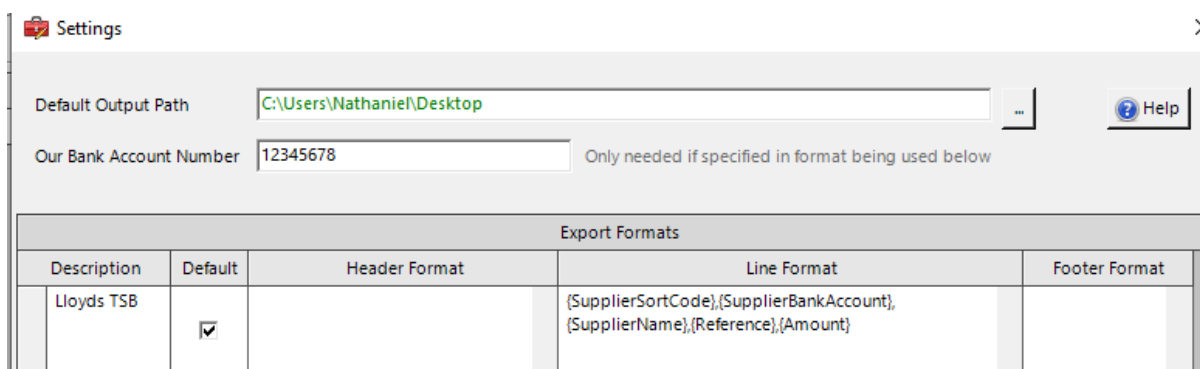 Settings
Default Output Path C:\Users\Nathaniel\Desktop ... Help
Our Bank Account Number 12345678 Only needed if specified in format being used below
Export Formats
Description Default Header Format Line Format Footer Format
Lloyds TSB {SupplierSortCode},{SupplierBankAccount},
{SupplierName},{Reference},{Amount}